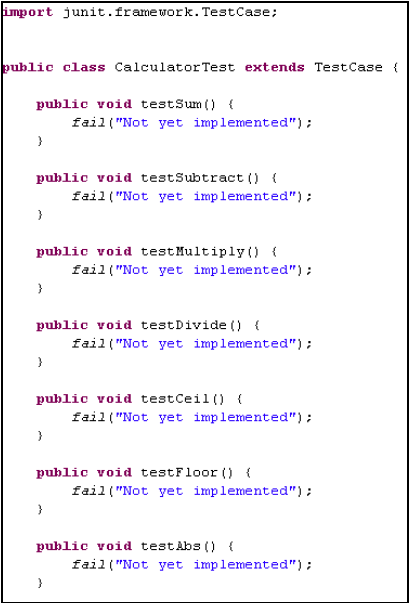 import junit.framework.TestCase;
public class CalculatorTest extends TestCase {
public void testSum() {
fail("Not yet implemented");
}
public void testSubtract() {
fail("Not yet implemented");
}
public void testMultiply() {
fail("Not yet implemented");
}
public void testDivide() {
fail("Not yet implemented");
}
public void testCeil() {
fail("Not yet implemented");
}
public void testFloor() {
fail("Not yet implemented");
}
public void testAbs() {
fail("Not yet implemented");
}